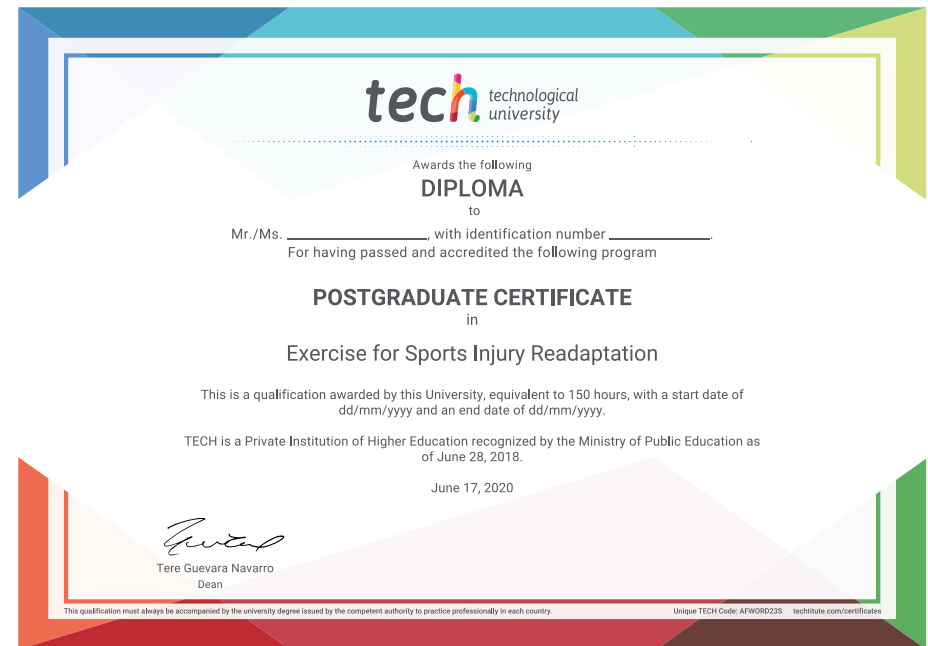 tech technological
university
Awards the following
DIPLOMA
to
Mr./Ms. ____________________, with identification number ______________.
For having passed and accredited the following program
POSTGRADUATE CERTIFICATE
in
Exercise for Sports Injury Readaptation
This is a qualification awarded by this University, equivalent to 150 hours, with a start date of
dd/mm/yyyy and an end date of dd/mm/yyyy.
TECH is a Private Institution of Higher Education recognized by the Ministry of Public Education as
of June 28, 2018.
June 17, 2020
Tere Guevara Navarro
Dean
This qualification must always be accompanied by the university degree issued by the competent authority to practice professionally in each country.
Unique TECH Code: AFWORD23S techtitute.com/certificates